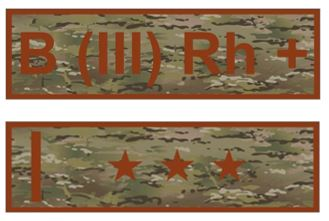 B (III) Rh +
I ★ ★ ★